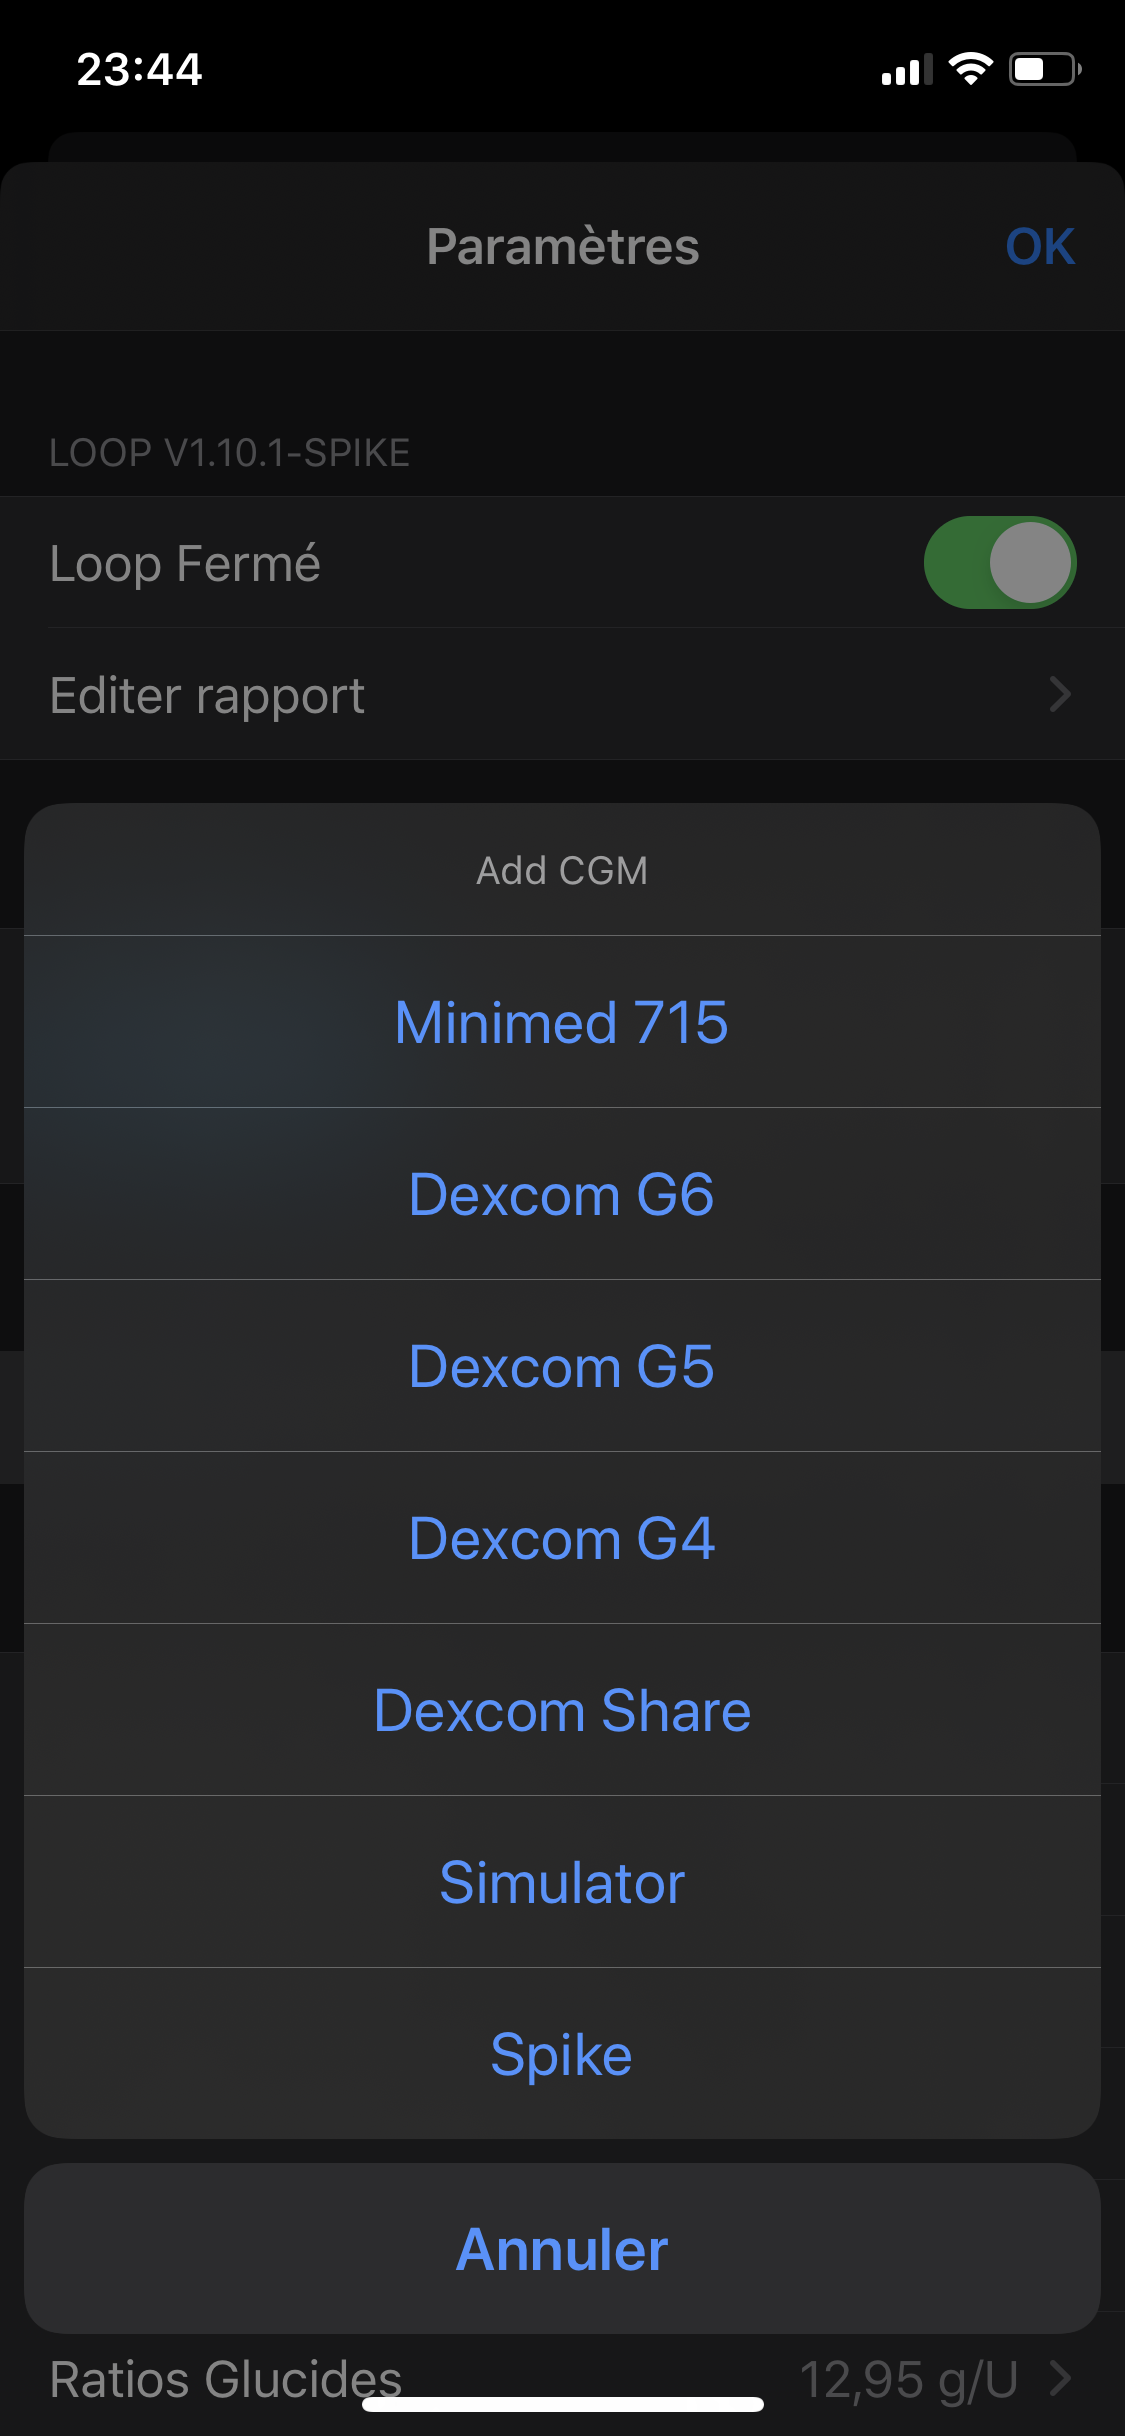 23:44
Paramètres
OK
LOOP V1.10.1-SPIKE
Loop Fermé
Editer rapport
Add CGM
Minimed 715
Dexcom G6
Dexcom G5
Dexcom G4
Dexcom Share
Simulator
Spike
Annuler
Ratios Glucides 12,95 g/U